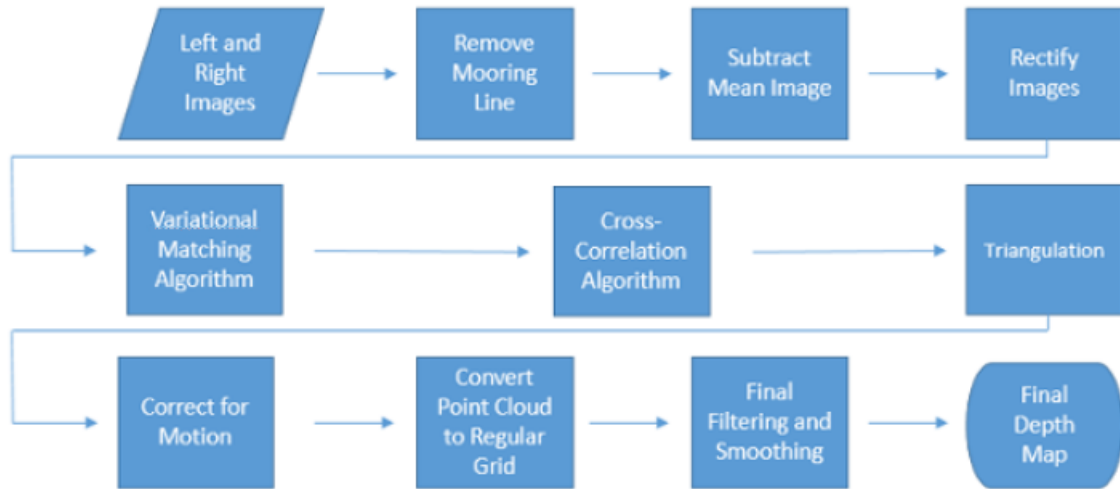 Left and
Right
Images
Remove
Mooring
Line
Subtract
Mean Image
Rectify
Images
Variational
Matching
Algorithm
Cross-
Correlation
Algorithm
Triangulation
Correct for
Motion
Convert
Point Cloud
to Regular
Grid
Final
Filtering and
Smoothing
Final
Depth
Map